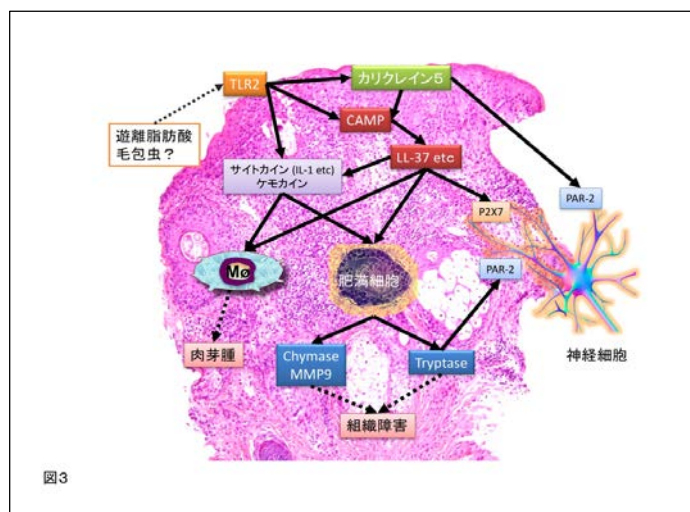 カリクレイン5
TLR2
CAMP
遊離脂肪酸
毛包虫？
サイトカイン (IL-1 etc)
ケモカイン
LL-37 etc
PAR-2
P2X7
Mø
肥満細胞
PAR-2
神経細胞
肉芽腫
Chymase
MMP9
Tryptase
組織障害
図3